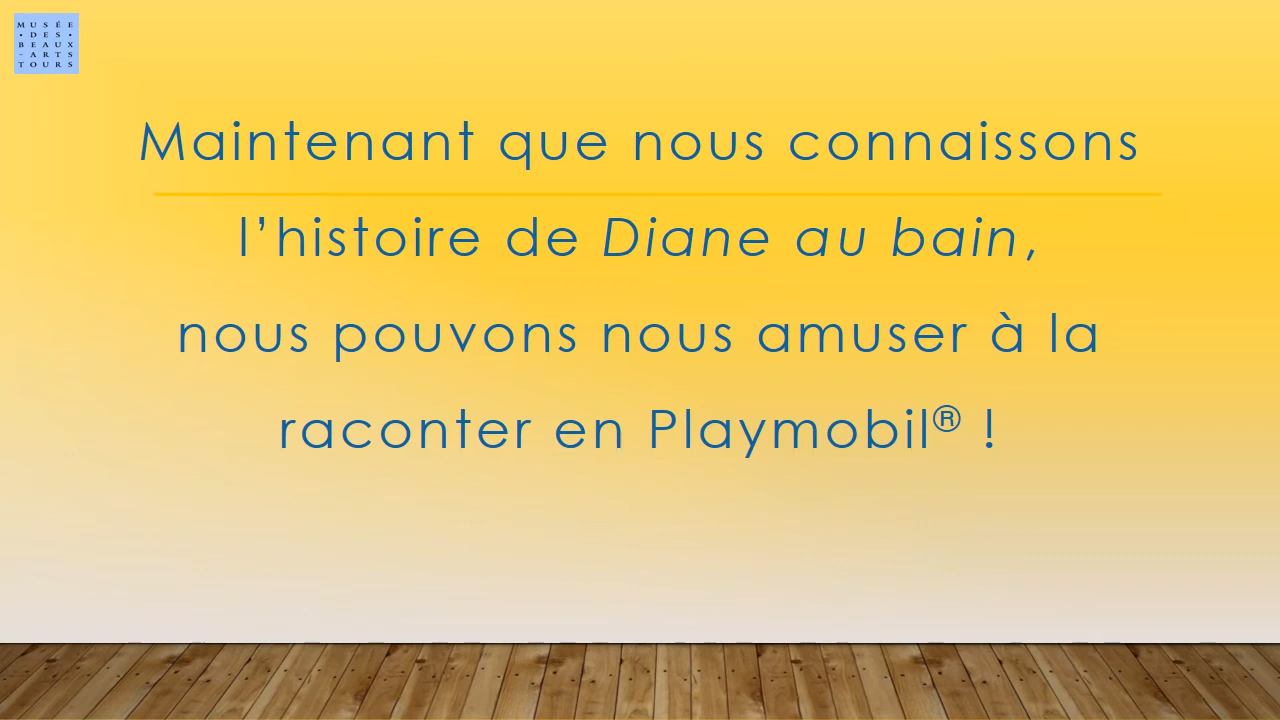 MUSÉE
• DES •
BEAUX
- ARTS
TOURS
Maintenant que nous connaissons
l’histoire de Diane au bain,
nous pouvons nous amuser à la
raconter en Playmobil® !